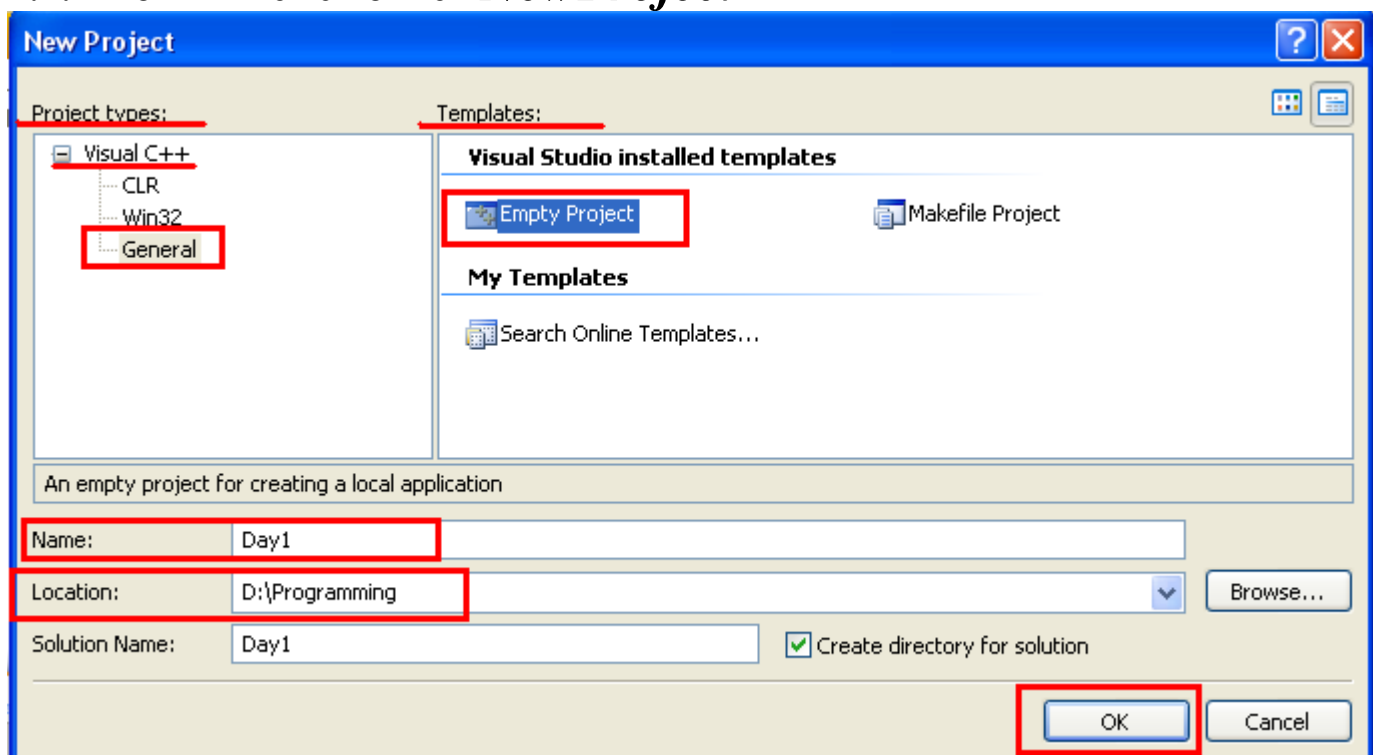 New Project
Project types:
Templates:
Visual C++
CLR
Win32
General
Visual Studio installed templates
Empty Project
Makefile Project
My Templates
Search Online Templates...
An empty project for creating a local application
Name:
Day1
Location:
D:\Programming
Browse...
Solution Name:
Day1
Create directory for solution
OK
Cancel